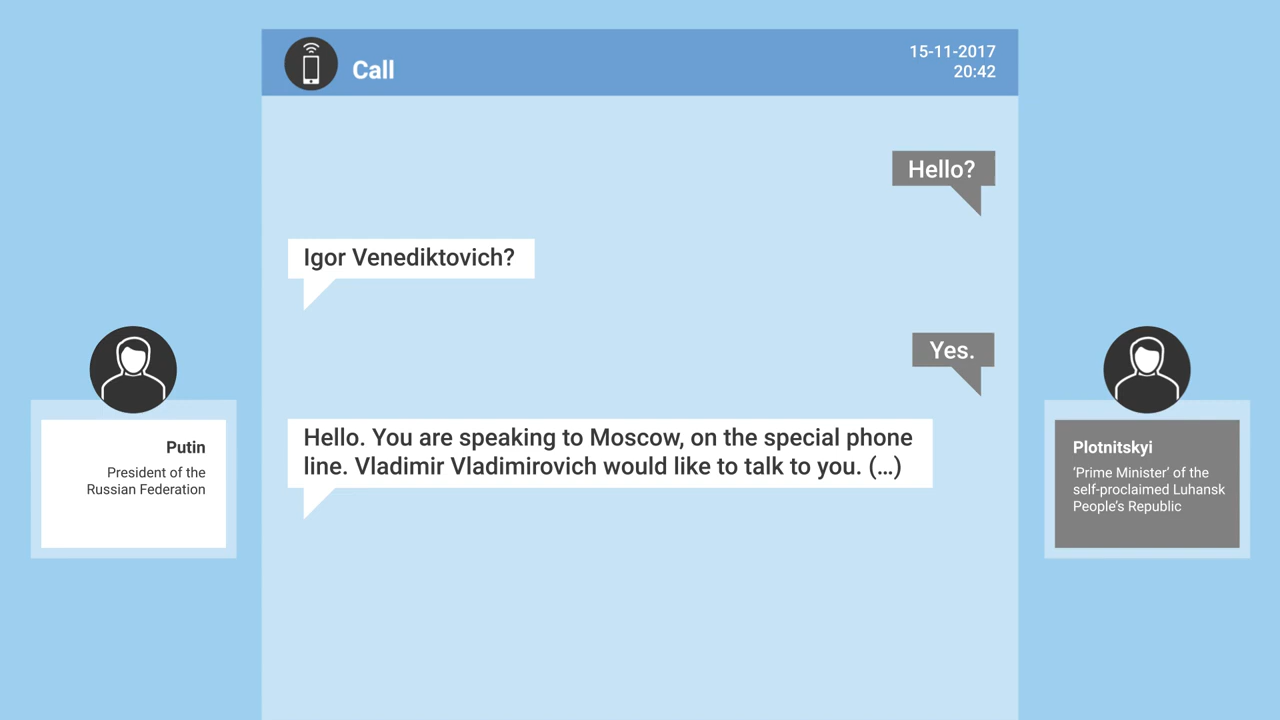 Call
15-11-2017
20:42
Hello?
Igor Venediktovich?
Yes.
Hello. You are speaking to Moscow, on the special phone
line. Vladimir Vladimirovich would like to talk to you. (…)
Putin
President of the
Russian Federation
Plotnitskyi
‘Prime Minister’ of the
self-proclaimed Luhansk
People’s Republic